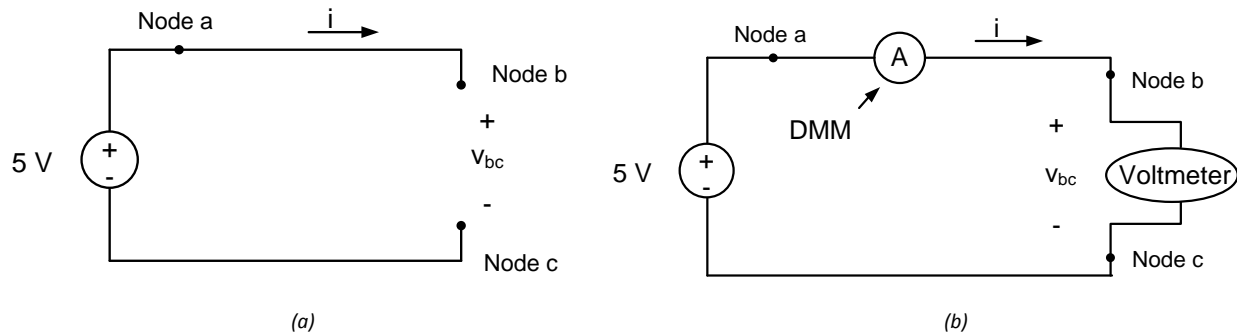 Node a
i
Node b
+
5 V
+
-
vbc
-
Node c
(a)
Node a
A
i
Node b
DMM
+
5 V
+
-
vbc
Voltmeter
-
Node c
(b)